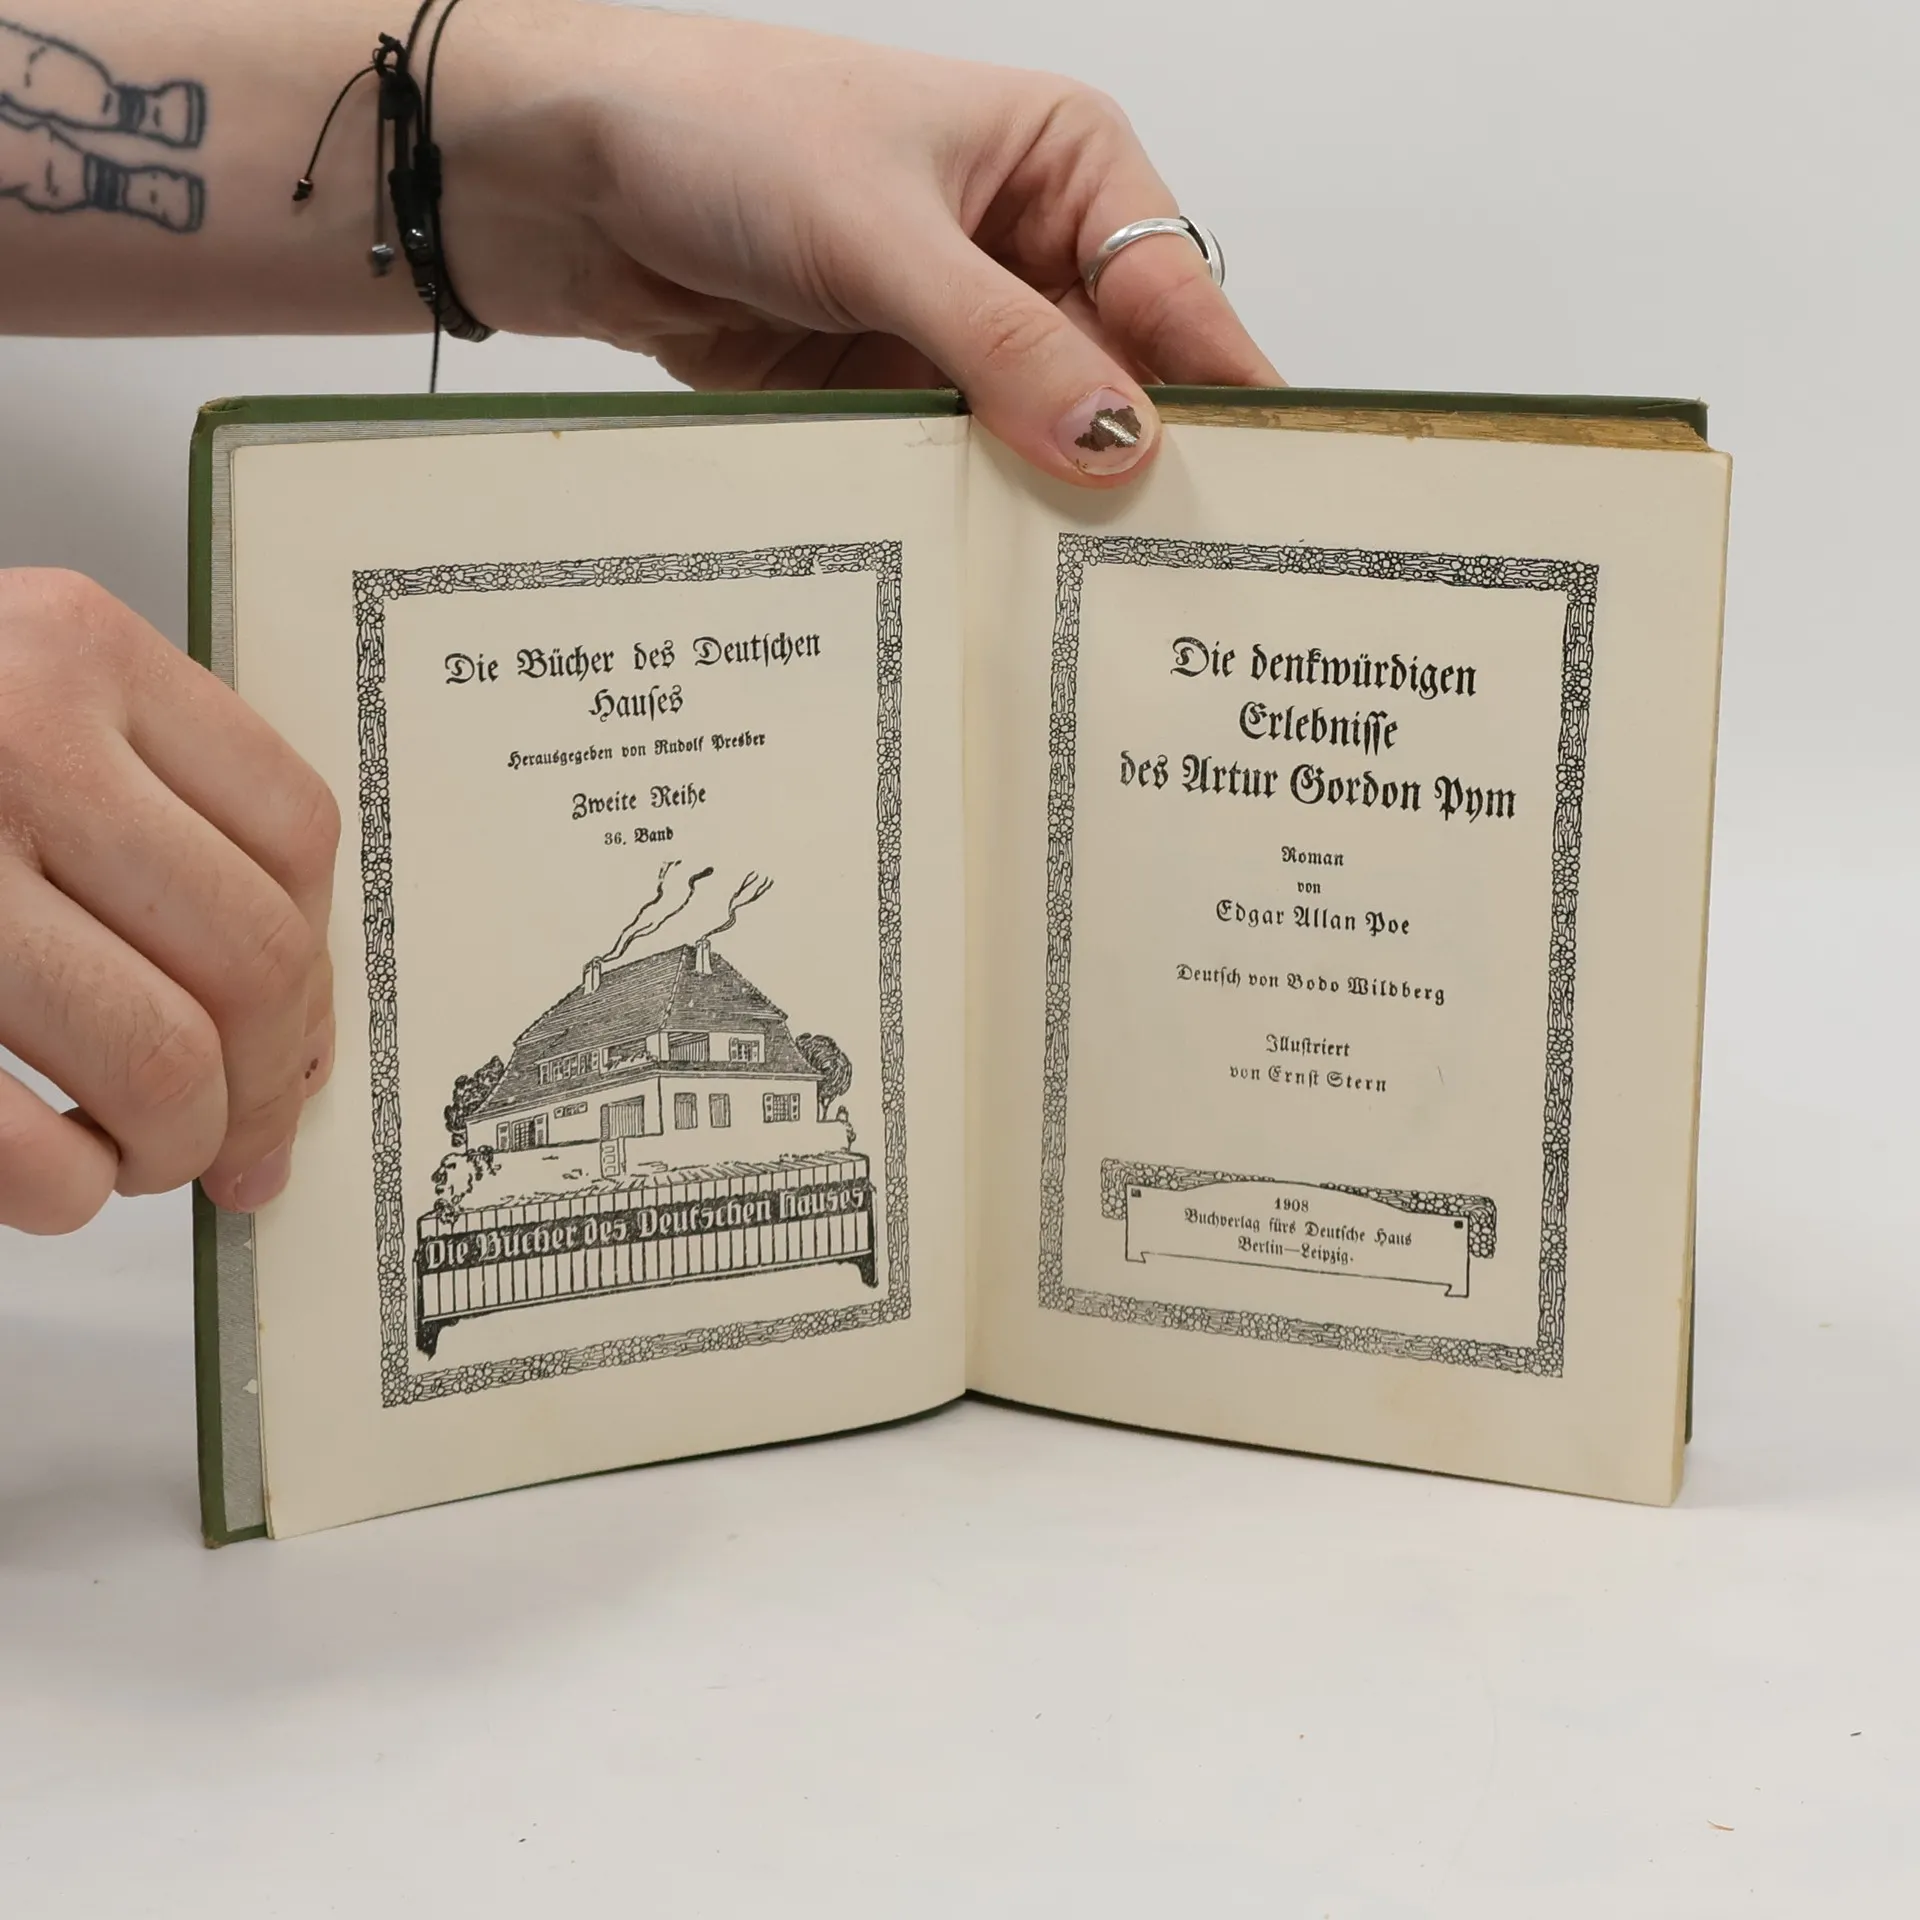 Die Bücher des Deutſchen
Hauſes
Herausgegeben von Rudolf Presber
Zweite Reihe
36. Band
Die Bücher des Deutschen Hauses
Die denkwürdigen
Erlebniſſe
des Artur Gordon Pym
Roman
von
Edgar Allan Poe
Deutſch von Bodo Wildberg
Illuſtriert
von Ernſt Stern
1908
Buchverlag fürs Deutſche Haus
Berlin—Leipzig.